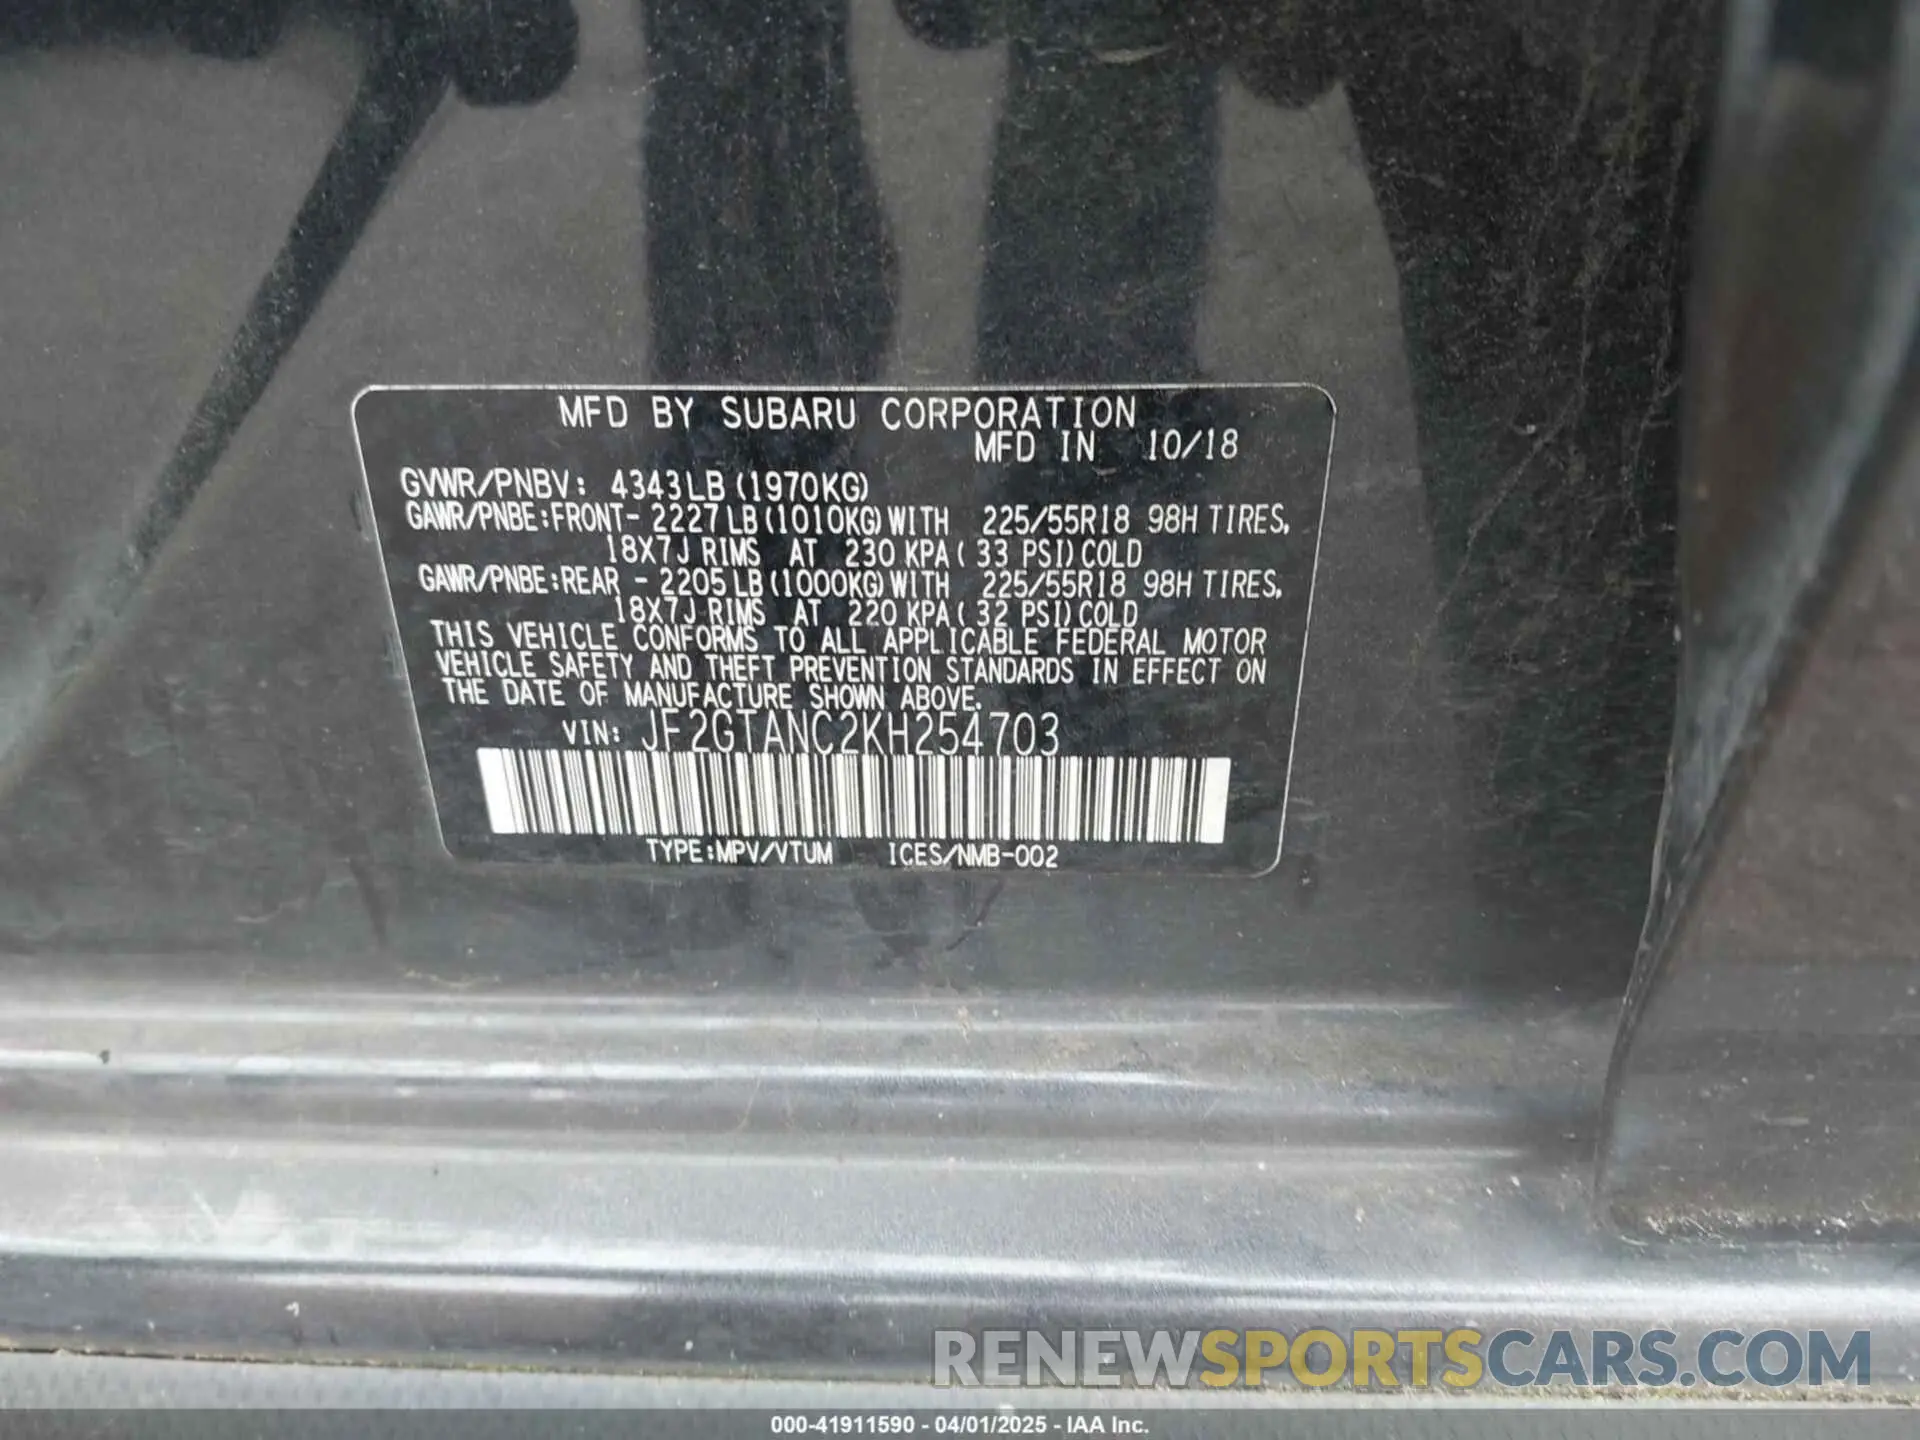 MFD BY SUBARU CORPORATION
MFD IN 10/18
GVWR/PNBV: 4343LB (1970KG)
GAWR/PNBE:FRONT- 2227LB(1010KG)WITH 225/55R18 98H TIRES,
18X7J RIMS AT 230 KPA( 33 PSI)COLD
GAWR/PNBE:REAR - 2205LB(1000KG)WITH 225/55R18 98H TIRES,
18X7J RIMS AT 220 KPA( 32 PSI)COLD
THIS VEHICLE CONFORMS TO ALL APPLICABLE FEDERAL MOTOR
VEHICLE SAFETY AND THEFT PREVENTION STANDARDS IN EFFECT ON
THE DATE OF MANUFACTURE SHOWN ABOVE.
VIN: JF2GTANC2KH254703
TYPE:MPV/VTUM ICES/NMB-002
RENEWSPORTSCARS.COM
000-41911590 - 04/01/2025 - IAA Inc.